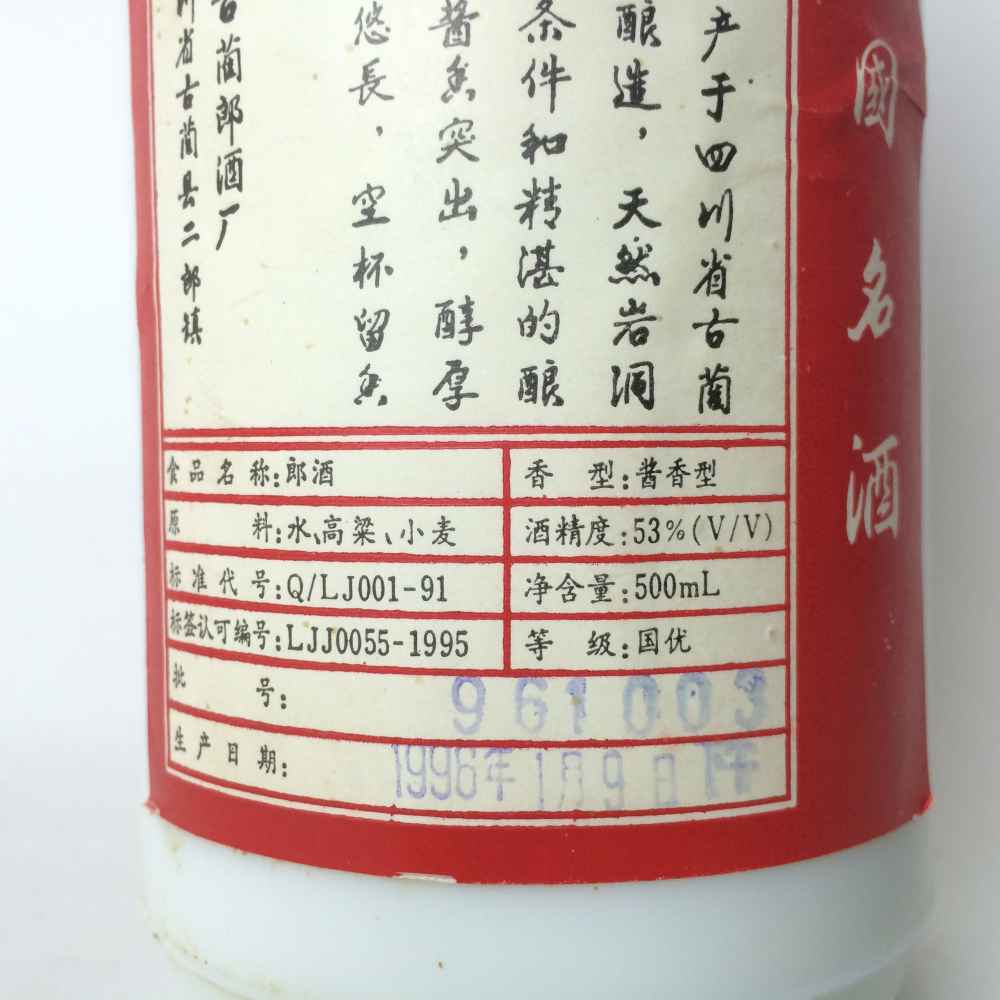 國名酒
产于四川省古蔺
酿造，天然岩洞
条件和精湛的酿
酱香突出，醇厚
悠長，空杯留香
古蔺郎酒厂
川省古蔺县二郎镇
食品名称:郎酒
香型:酱香型
原料:水、高粱、小麦
酒精度:53%(V/V)
标准代号:Q/LJ001-91
净含量:500mL
标签认可编号:LJJ0055-1995
等级:国优
批号: 961003
生产日期: 1996年1月9日下午